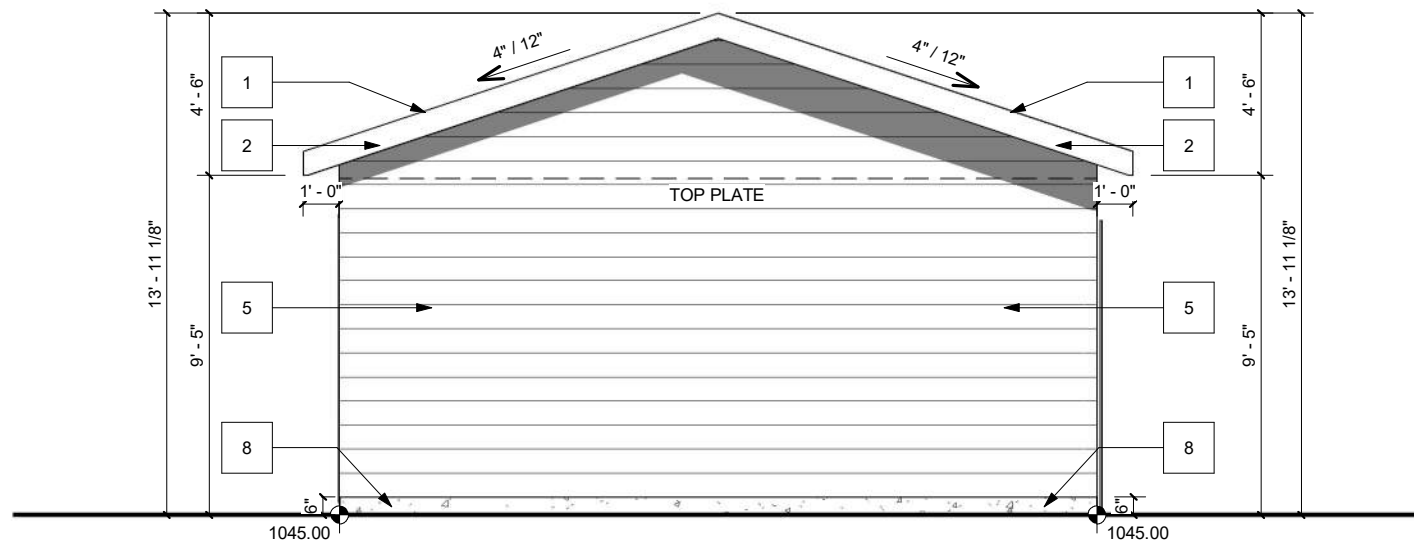 4" / 12"
4" / 12"
1
1
4' - 6"
4' - 6"
2
2
1' - 0"
TOP PLATE
1' - 0"
13' - 11 1/8"
13' - 11 1/8"
5
5
9' - 5"
9' - 5"
8
8
6"
6"
1045.00
1045.00